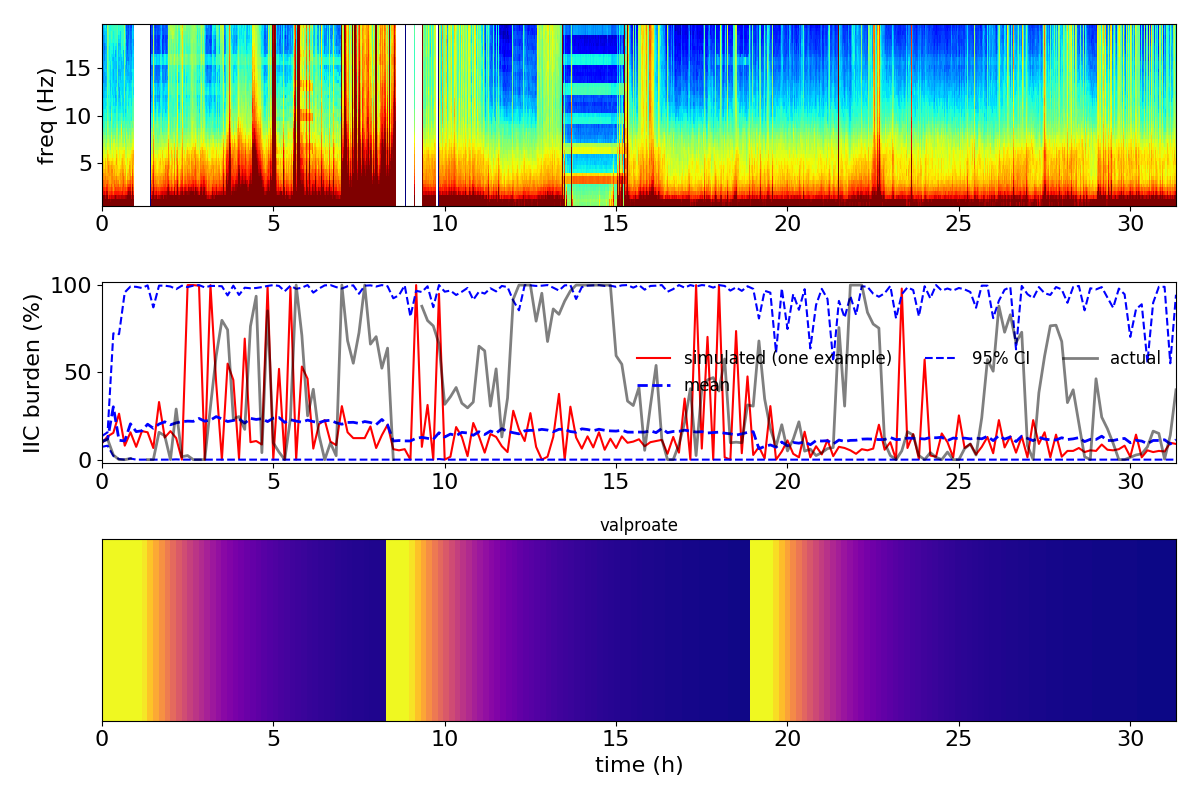 freq (Hz)
15
10
5
0 5 10 15 20 25 30
IIC burden (%)
100
50
0
simulated (one example) 95% CI actual
mean
0 5 10 15 20 25 30
valproate
0 5 10 15 20 25 30
time (h)